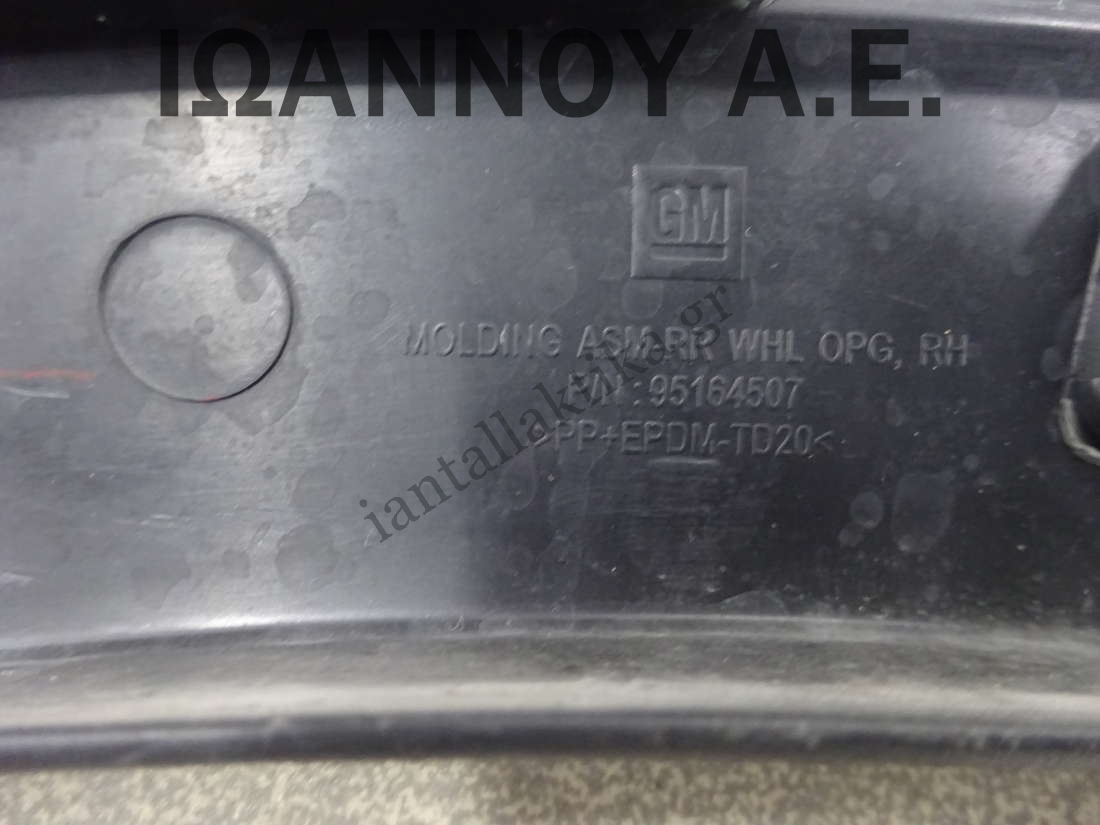 ΙΩΑΝΝΟΥ Α.Ε.
GM
MOLDING ASM-RR WHL OPG, RH
P/N : 95164507
>PP+EPDM-TD20<
iantallaktika.gr